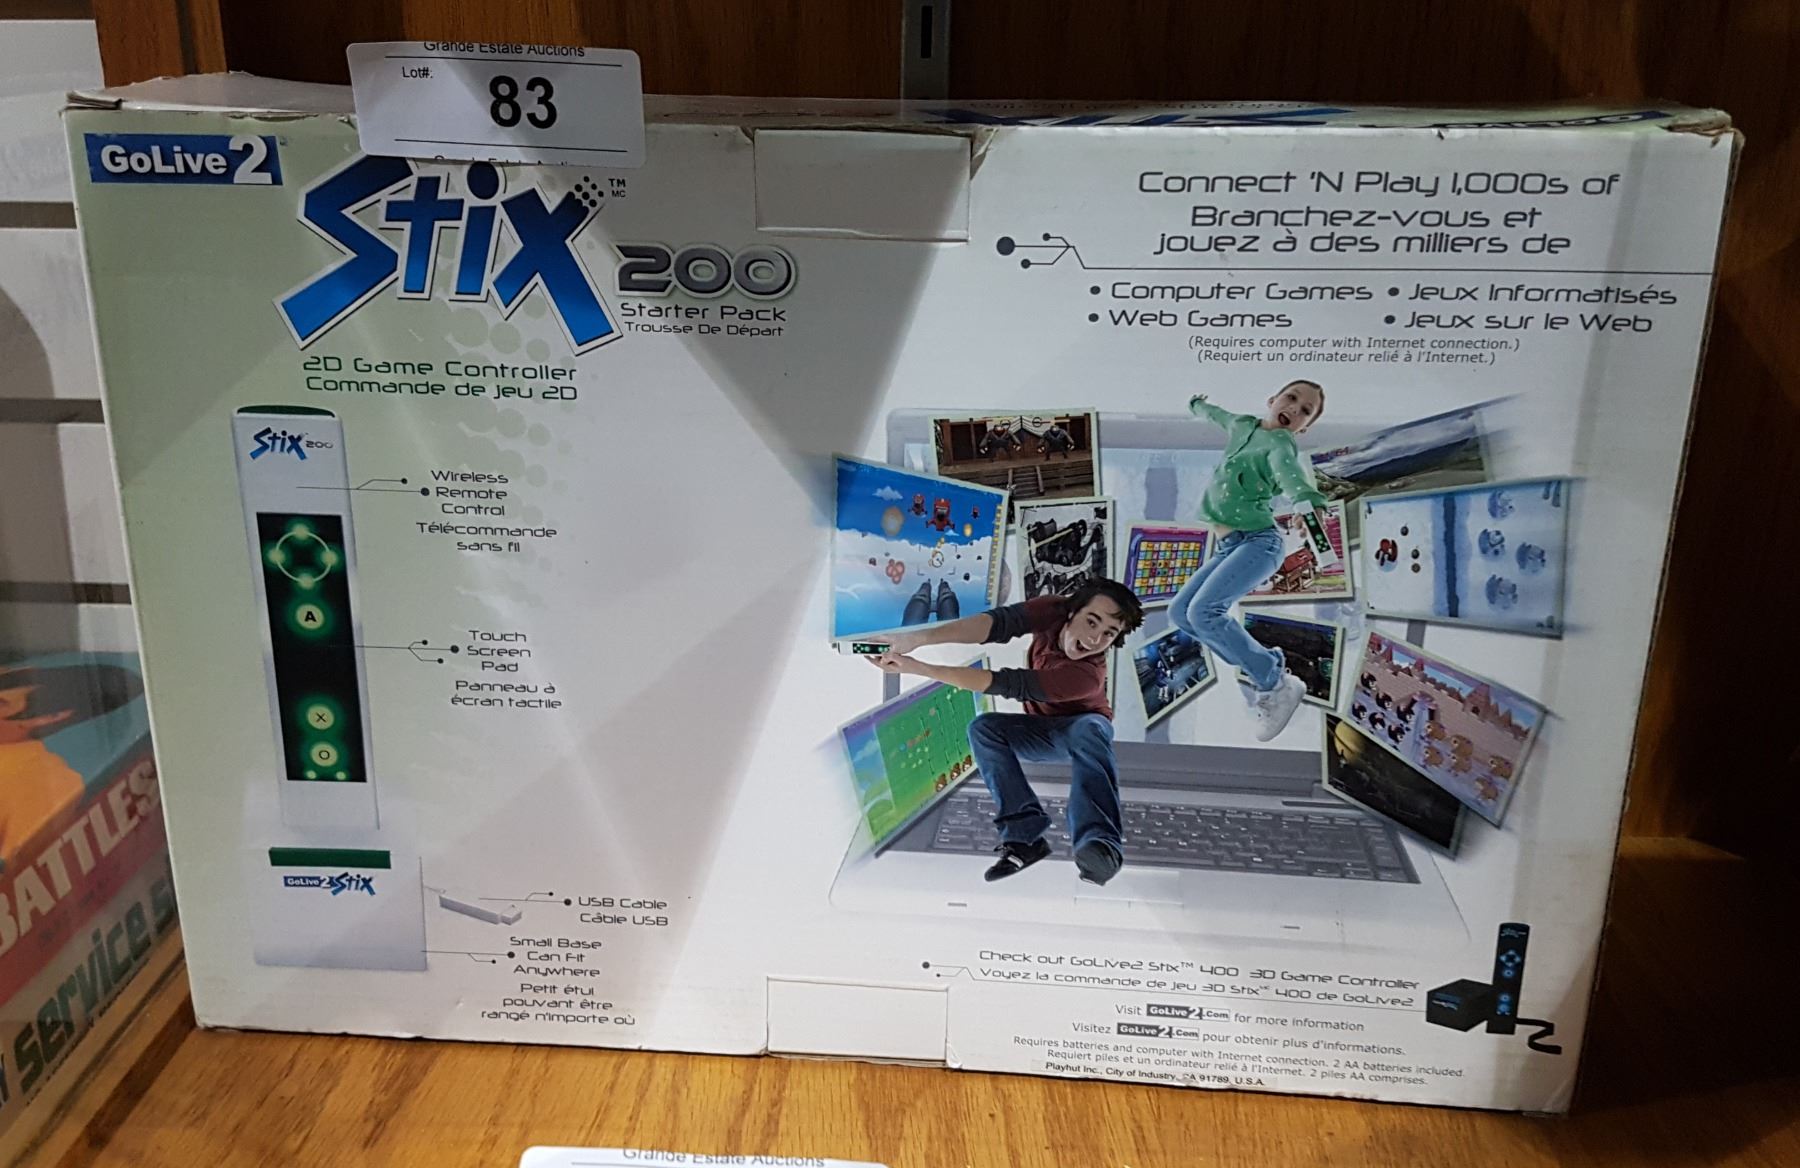 Grande Estate Auctions
Lot#:
83
GoLive2
Stix
TM
MC
200
Starter Pack
Trousse De Départ
2D Game Controller
Commande de jeu 2D
Stix 200
Wireless
Remote
Control
Télécommande
sans fil
A
Touch
Screen
Pad
Panneau à
écran tactile
X
O
GoLive2 Stix
USB Cable
Câble USB
Small Base
Can Fit
Anywhere
Petit étui
pouvant être
rangé n'importe où
Connect 'N Play 1,000s of
Branchez-vous et
jouez à des milliers de
• Computer Games • Jeux Informatisés
• Web Games • Jeux sur le Web
(Requires computer with Internet connection.)
(Requiert un ordinateur relié à l'Internet.)
Check out GoLive2 Stix™ 400 3D Game Controller
Voyez la commande de jeu 3D Stix MC 400 de GoLive2
Visit GoLive2.Com for more information
Visitez GoLive2.Com pour obtenir plus d'informations.
Requires batteries and computer with Internet connection. 2 AA batteries included.
Requiert piles et un ordinateur relié à l'Internet. 2 piles AA comprises.
Playhut Inc., City of Industry, CA 91789, U.S.A.
BATTLES
service
Grande Estate Auctions